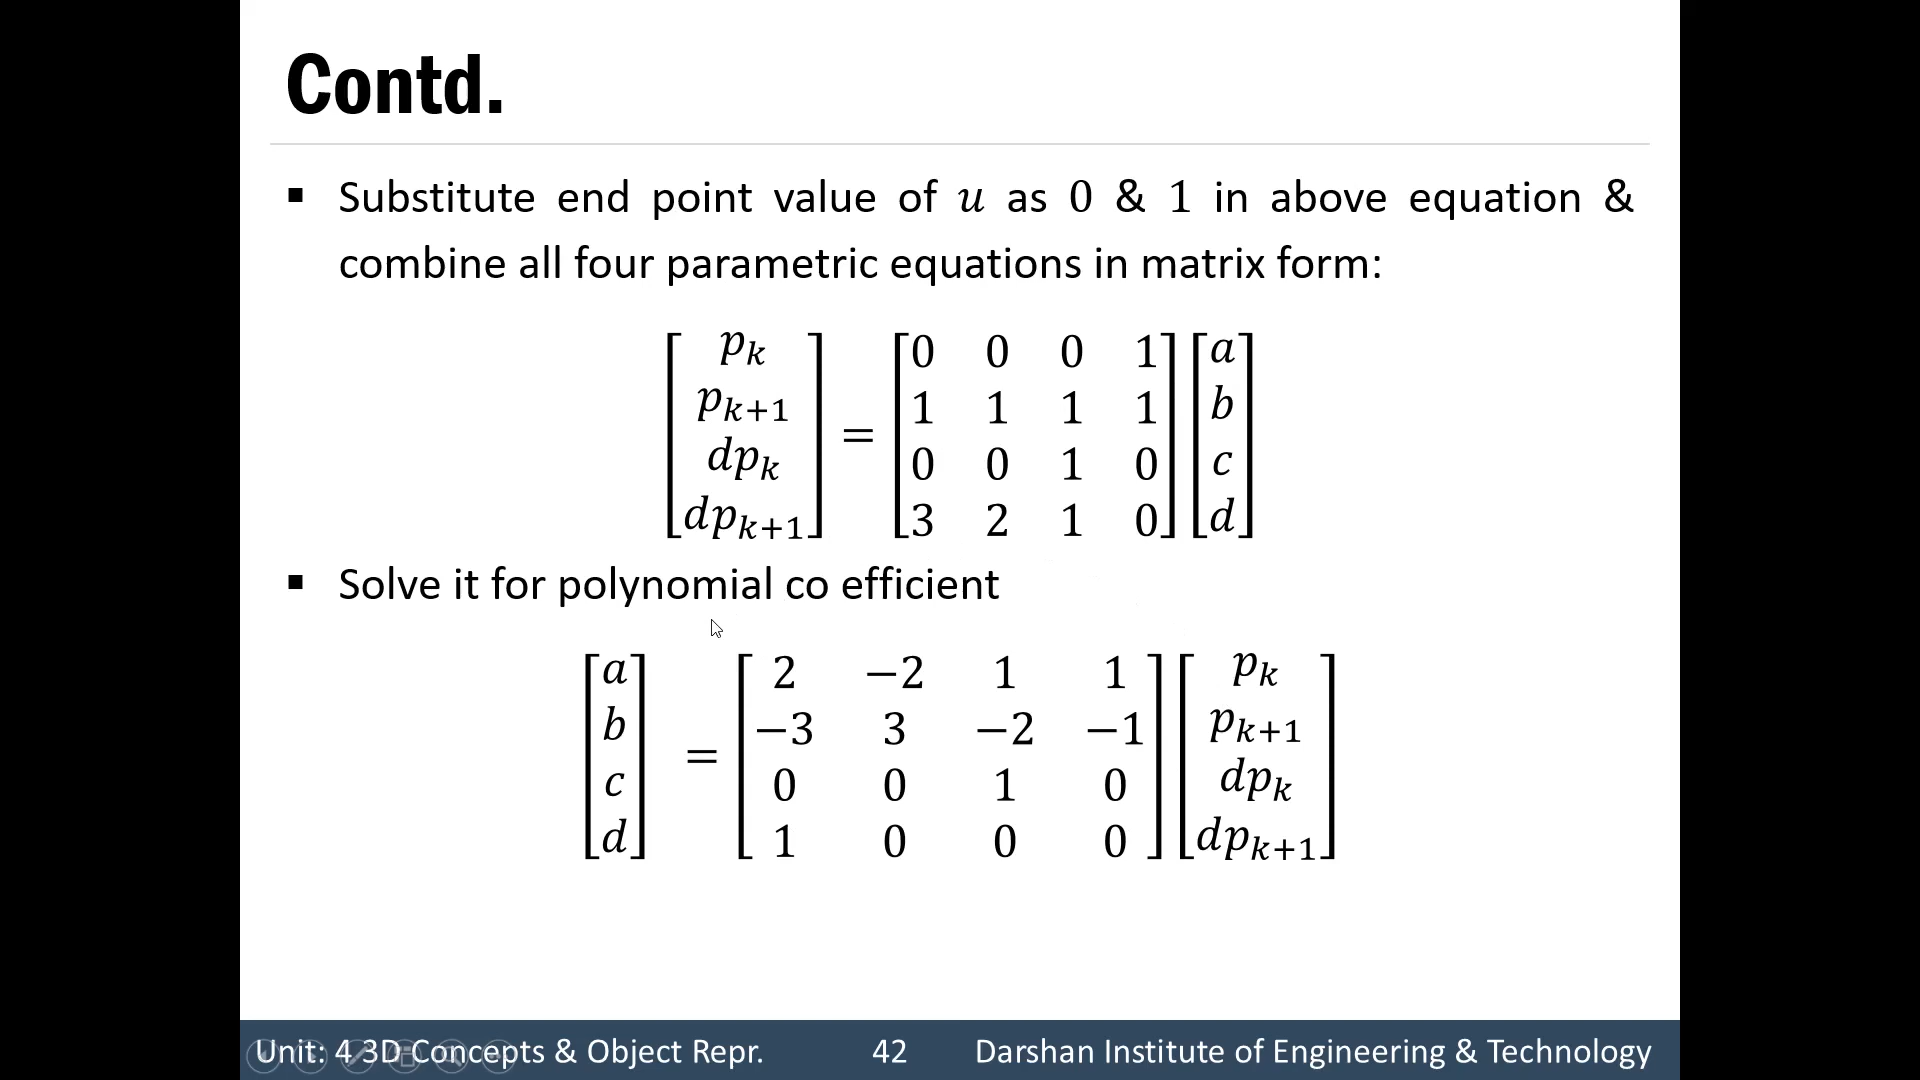 Contd.
▪ Substitute end point value of u as 0 & 1 in above equation &
combine all four parametric equations in matrix form:
[p_k; p_{k+1}; dp_k; dp_{k+1}] = [0 0 0 1; 1 1 1 1; 0 0 1 0; 3 2 1 0] [a; b; c; d]
▪ Solve it for polynomial co efficient
[a; b; c; d] = [2 −2 1 1; −3 3 −2 −1; 0 0 1 0; 1 0 0 0] [p_k; p_{k+1}; dp_k; dp_{k+1}]
Unit: 4 3D Concepts & Object Repr. 42 Darshan Institute of Engineering & Technology